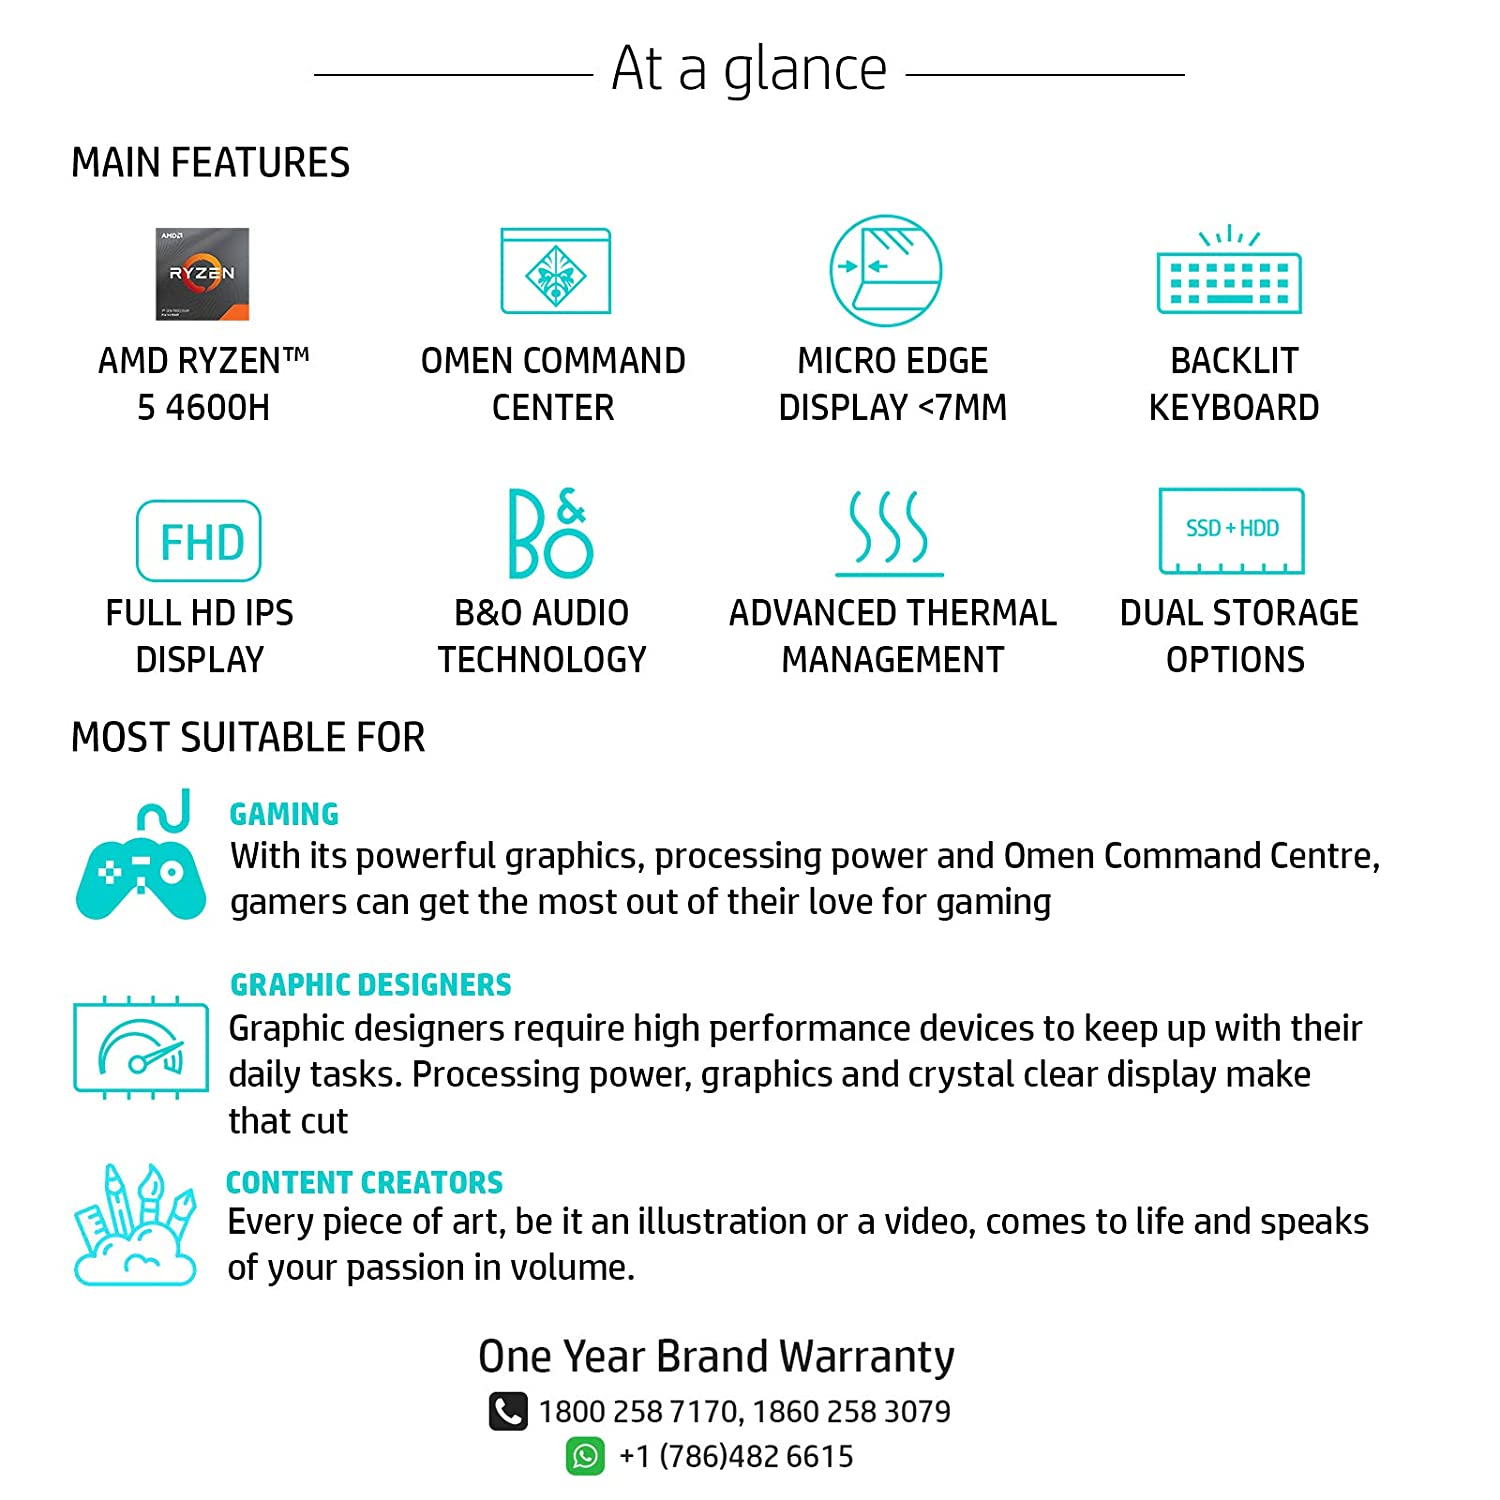 At a glance
MAIN FEATURES
AMD
RYZEN
AMD RYZEN™
5 4600H
OMEN COMMAND
CENTER
MICRO EDGE
DISPLAY <7MM
BACKLIT
KEYBOARD
FHD
FULL HD IPS
DISPLAY
B&O
B&O AUDIO
TECHNOLOGY
ADVANCED THERMAL
MANAGEMENT
SSD + HDD
DUAL STORAGE
OPTIONS
MOST SUITABLE FOR
GAMING
With its powerful graphics, processing power and Omen Command Centre,
gamers can get the most out of their love for gaming
GRAPHIC DESIGNERS
Graphic designers require high performance devices to keep up with their
daily tasks. Processing power, graphics and crystal clear display make
that cut
CONTENT CREATORS
Every piece of art, be it an illustration or a video, comes to life and speaks
of your passion in volume.
One Year Brand Warranty
1800 258 7170, 1860 258 3079
+1 (786)482 6615